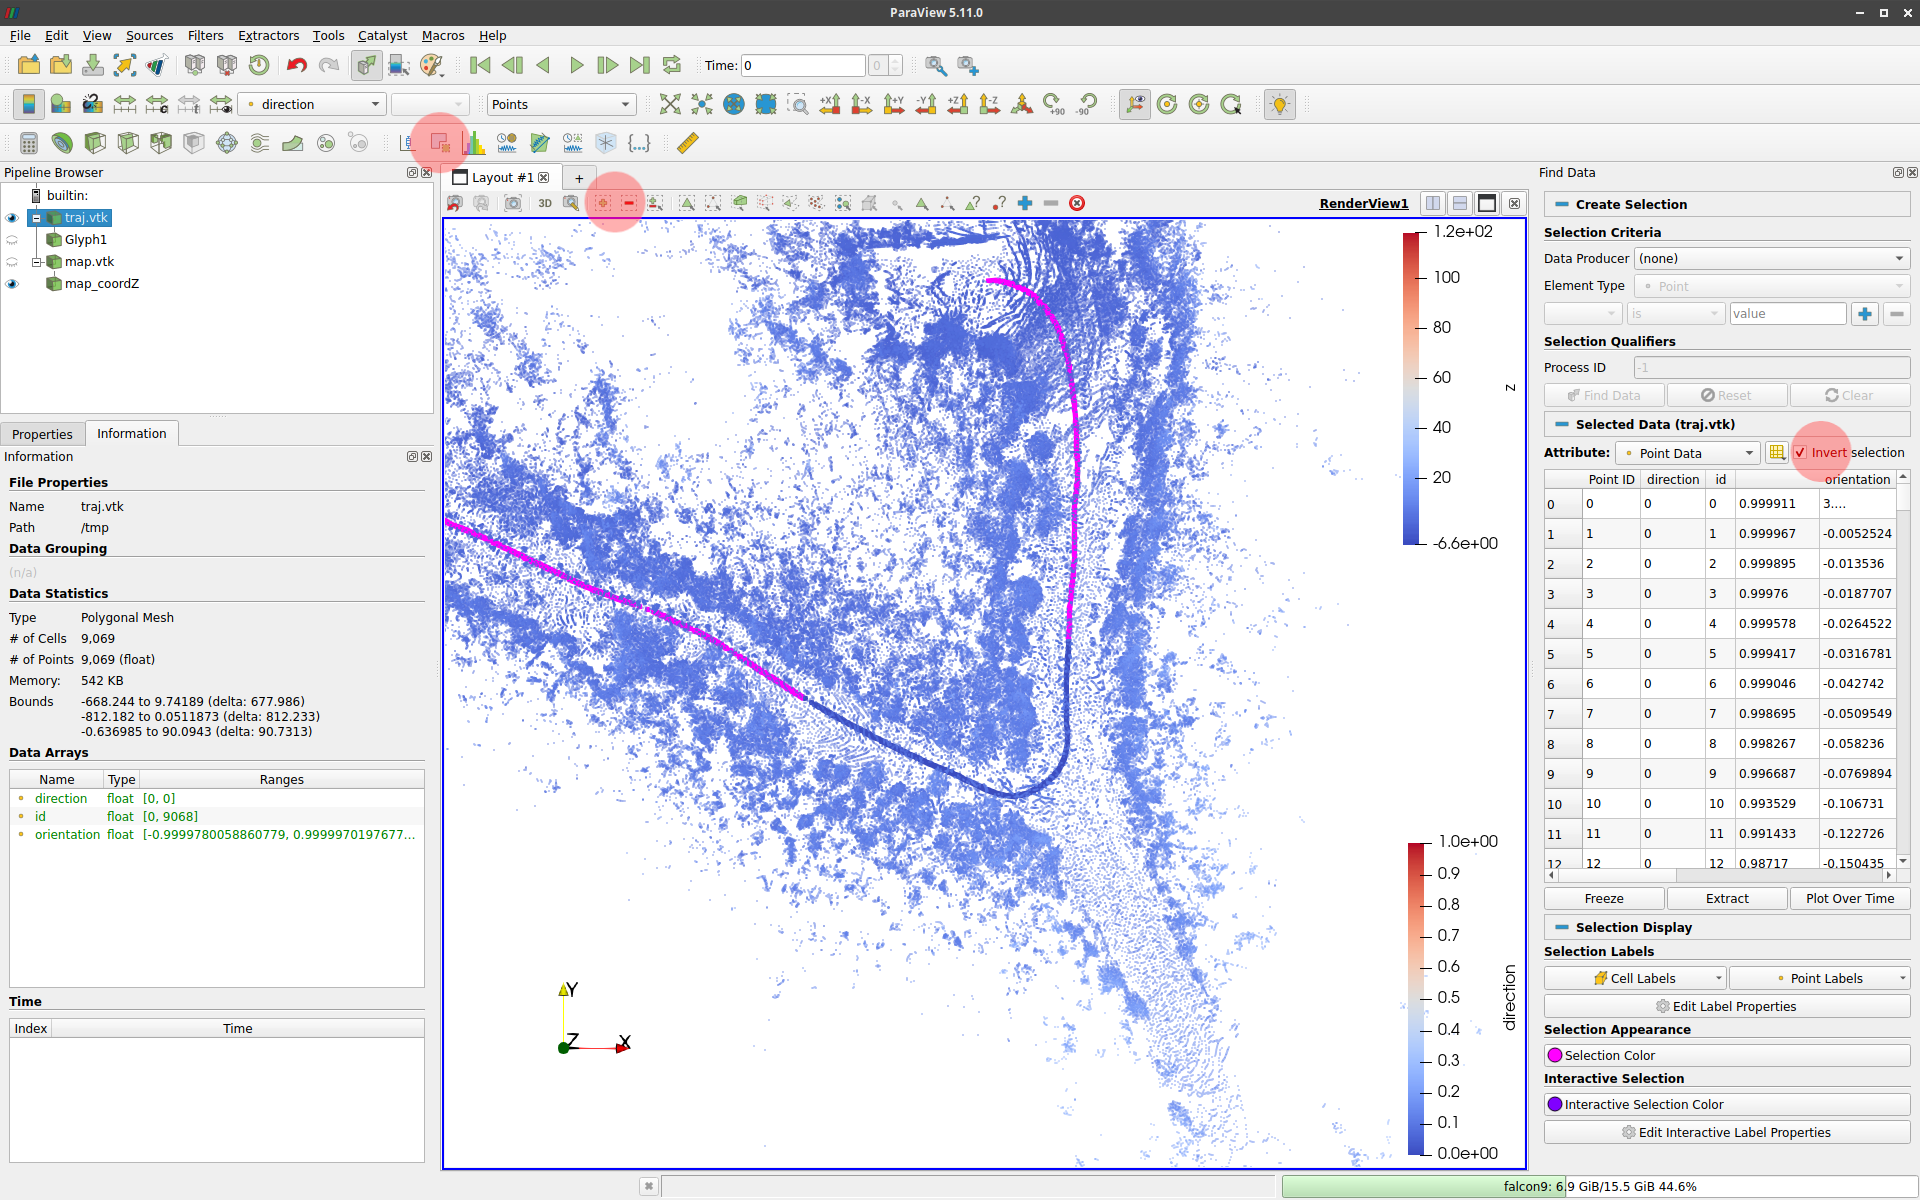 ParaView 5.11.0
File Edit View Sources Filters Extractors Tools Catalyst Macros Help
Time: 0 0
direction Points +X -X +Y -Y +Z -Z +90 -90
Pipeline Browser
builtin:
traj.vtk
Glyph1
map.vtk
map_coordZ
Properties Information
Information
File Properties
Name traj.vtk
Path /tmp
Data Grouping
(n/a)
Data Statistics
Type Polygonal Mesh
# of Cells 9,069
# of Points 9,069 (float)
Memory: 542 KB
Bounds -668.244 to 9.74189 (delta: 677.986)
-812.182 to 0.0511873 (delta: 812.233)
-0.636985 to 90.0943 (delta: 90.7313)
Data Arrays
Name Type Ranges
direction float [0, 0]
id float [0, 9068]
orientation float [-0.9999780058860779, 0.9999970197677...
Time
Index Time
Layout #1 +
3D RenderView1
1.2e+02
100
80
60
40
20
-6.6e+00
z
1.0e+00
0.9
0.8
0.7
0.6
0.5
0.4
0.3
0.2
0.1
0.0e+00
direction
Y
Z X
Find Data
Create Selection
Selection Criteria
Data Producer (none)
Element Type Point
is value
Selection Qualifiers
Process ID -1
Find Data Reset Clear
Selected Data (traj.vtk)
Attribute: Point Data Invert selection
Point ID direction id orientation
0 0 0 0 0.999911 3....
1 1 0 1 0.999967 -0.0052524
2 2 0 2 0.999895 -0.013536
3 3 0 3 0.99976 -0.0187707
4 4 0 4 0.999578 -0.0264522
5 5 0 5 0.999417 -0.0316781
6 6 0 6 0.999046 -0.042742
7 7 0 7 0.998695 -0.0509549
8 8 0 8 0.998267 -0.058236
9 9 0 9 0.996687 -0.0769894
10 10 0 10 0.993529 -0.106731
11 11 0 11 0.991433 -0.122726
12 12 0 12 0.98717 -0.150435
Freeze Extract Plot Over Time
Selection Display
Selection Labels
Cell Labels Point Labels
Edit Label Properties
Selection Appearance
Selection Color
Interactive Selection
Interactive Selection Color
Edit Interactive Label Properties
falcon9: 6.9 GiB/15.5 GiB 44.6%